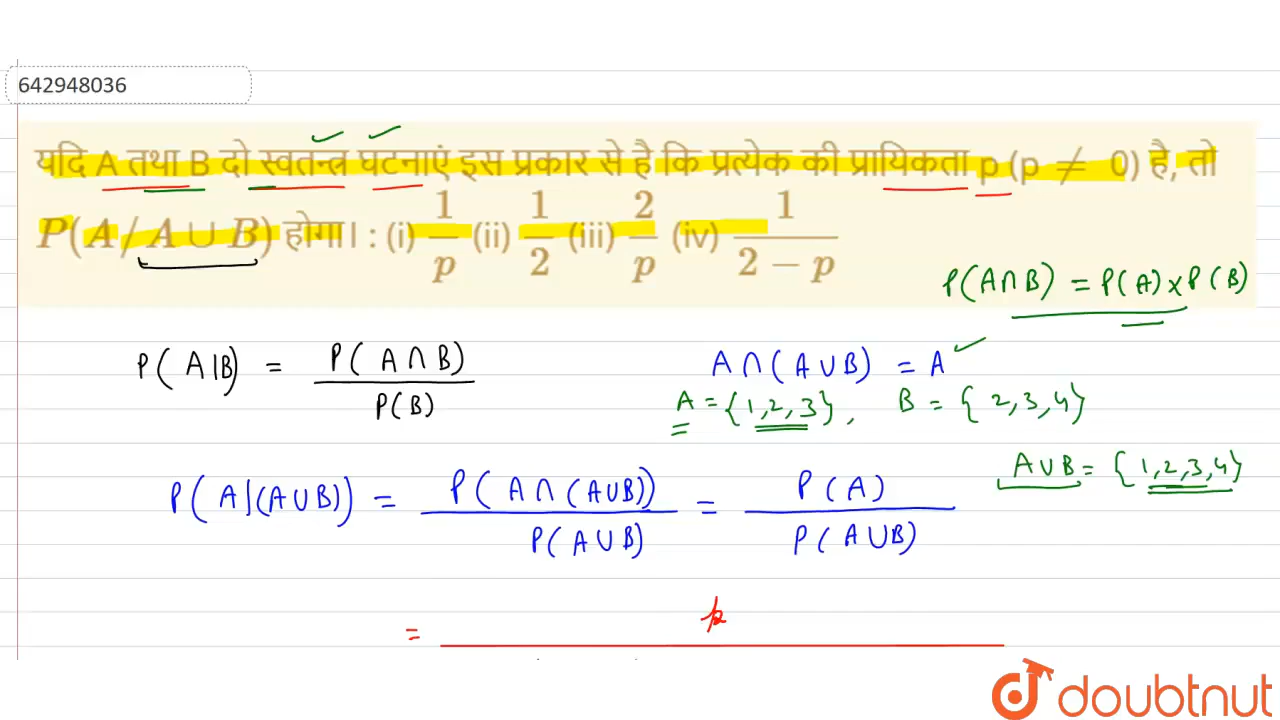 642948036
यदि A तथा B दो स्वतन्त्र घटनाएं इस प्रकार से है कि प्रत्येक की प्रायिकता p (p ≠ 0) है, तो
P(A/A ∪ B) होगा। : (i) 1/p (ii) 1/2 (iii) 2/p (iv) 1/(2 − p)
P(A∩B) = P(A)×P(B)
P(A|B) = P(A∩B)/P(B)
A∩(A∪B) = A
A = {1,2,3}, B = {2,3,4}
A∪B = {1,2,3,4}
P(A|(A∪B)) = P(A∩(A∪B))/P(A∪B) = P(A)/P(A∪B)
= p
doubtnut